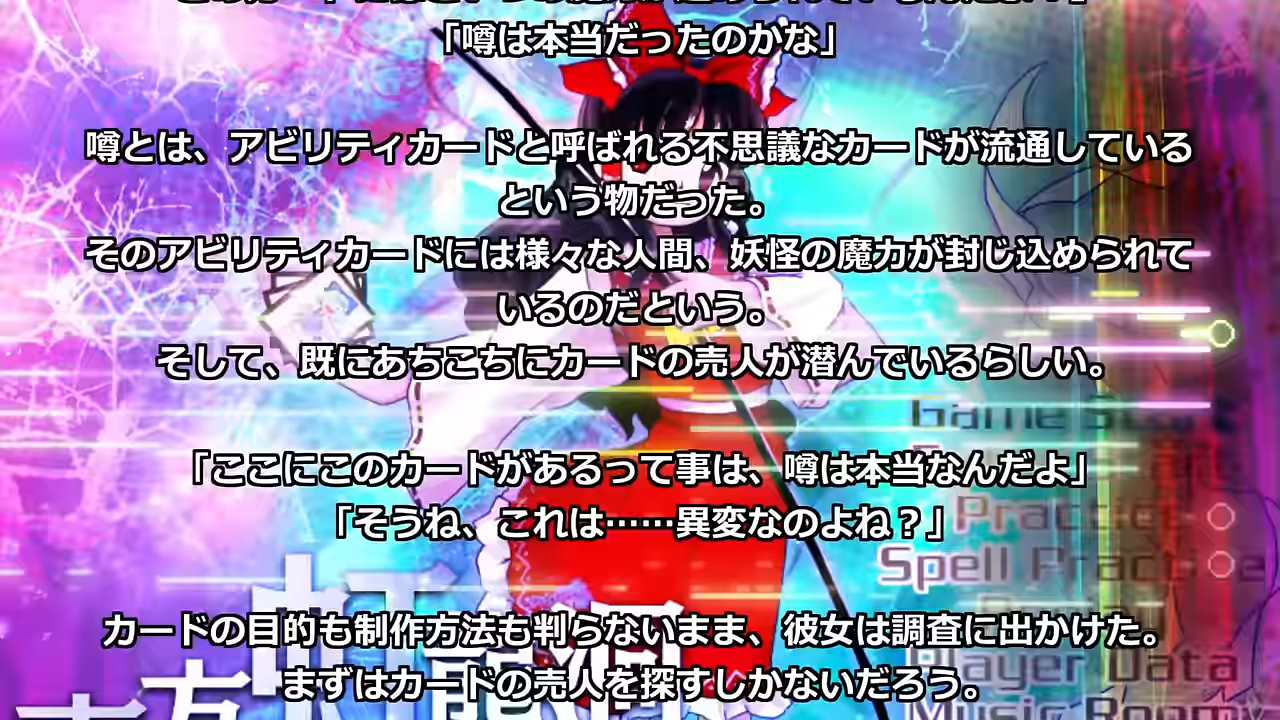 「噂は本当だったのかな」
噂とは、アビリティカードと呼ばれる不思議なカードが流通している
という物だった。
そのアビリティカードには様々な人間、妖怪の魔力が封じ込められて
いるのだという。
そして、既にあちこちにカードの売人が潜んでいるらしい。
Game Start
「ここにこのカードがあるって事は、噂は本当なんだよ」
「そうね、これは……異変なのよね？」
Practice
Spell Practice
カードの目的も制作方法も判らないまま、彼女は調査に出かけた。
Player Data
まずはカードの売人を探すしかないだろう。
Music Room
虹龍洞